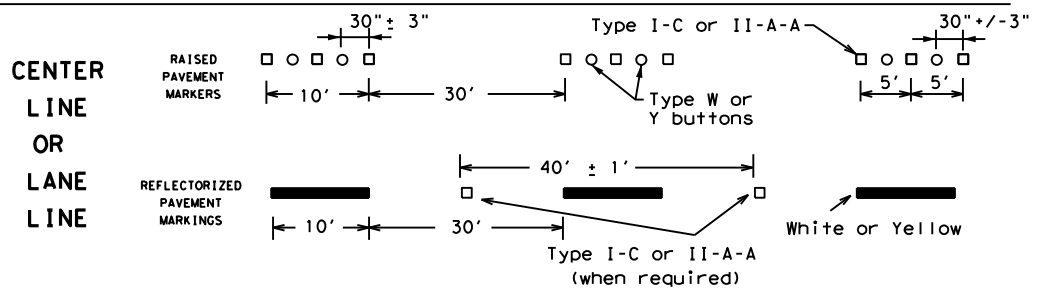 CENTER
LINE
OR
LANE
LINE
RAISED
PAVEMENT
MARKERS
30"± 3"
10'
30'
Type I-C or II-A-A
30"+/-3"
5'
5'
Type W or
Y buttons
REFLECTORIZED
PAVEMENT
MARKINGS
40' ± 1'
10'
30'
Type I-C or II-A-A
(when required)
White or Yellow